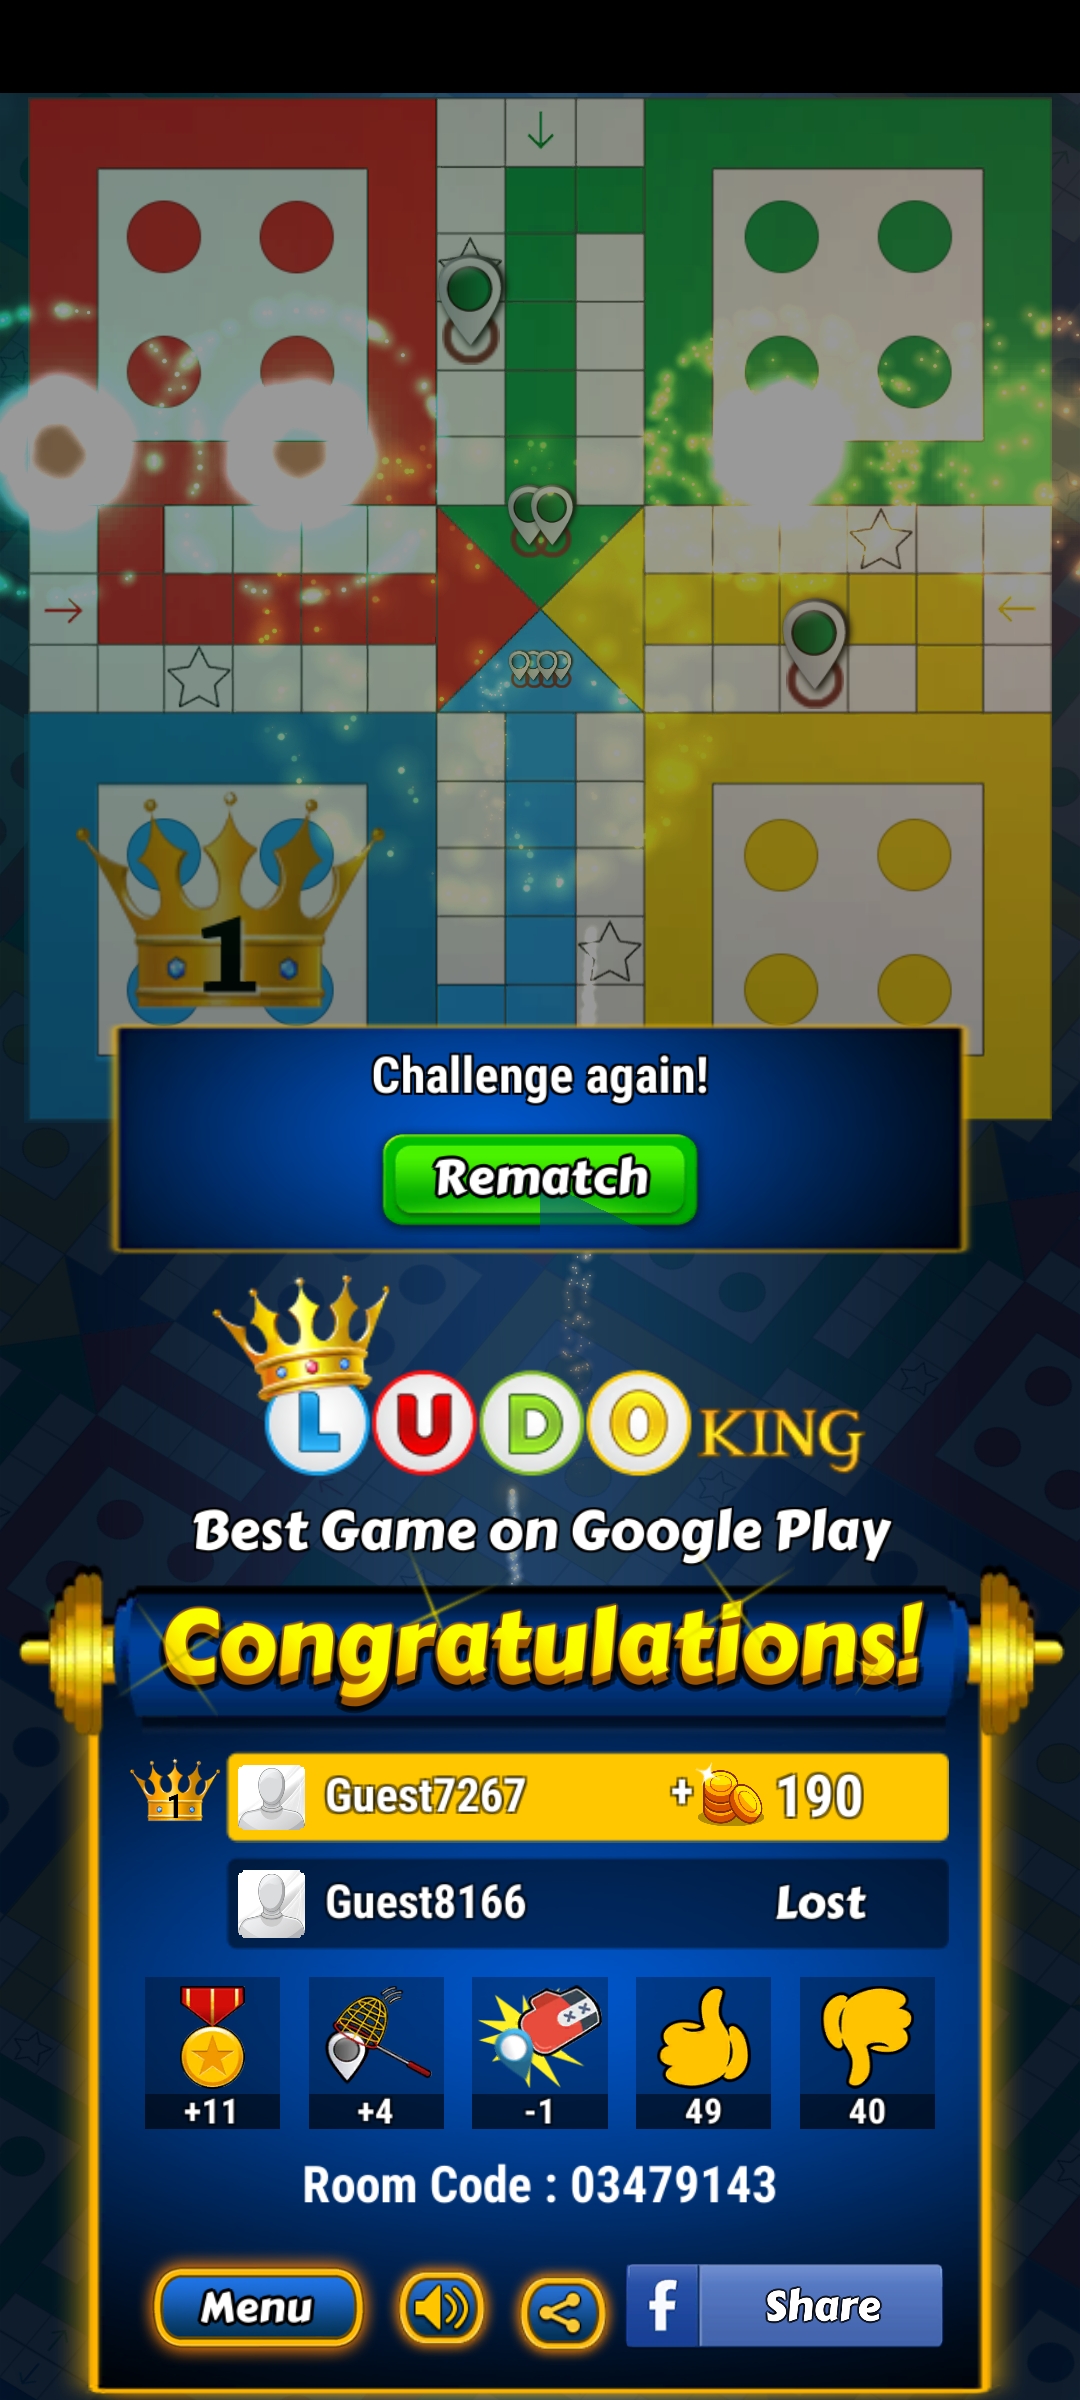 1
Challenge again!
Rematch
LUDO KING
Best Game on Google Play
Congratulations!
1 Guest7267 + 190
Guest8166 Lost
+11 +4 -1 49 40
Room Code : 03479143
Menu f Share